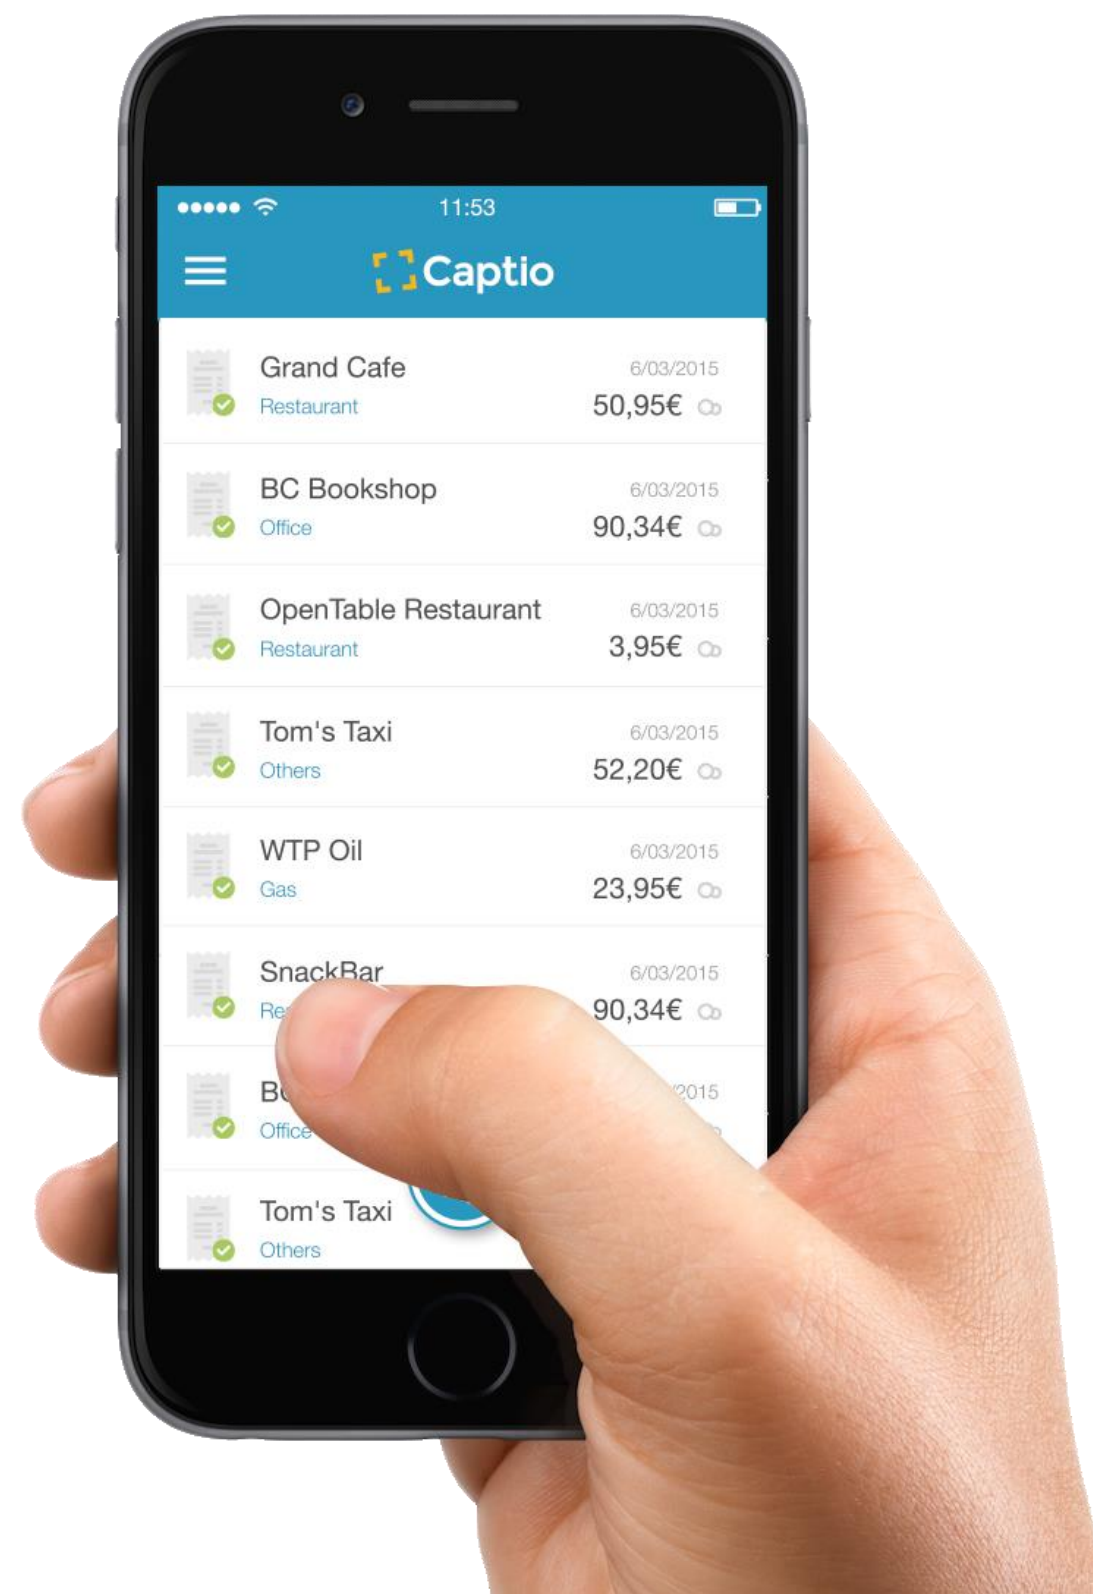 11:53
Captio
Grand Cafe
6/03/2015
Restaurant
50,95€
BC Bookshop
6/03/2015
Office
90,34€
OpenTable Restaurant
6/03/2015
Restaurant
3,95€
Tom's Taxi
6/03/2015
Others
52,20€
WTP Oil
6/03/2015
Gas
23,95€
SnackBar
6/03/2015
90,34€
2015
Office
Tom's Taxi
Others